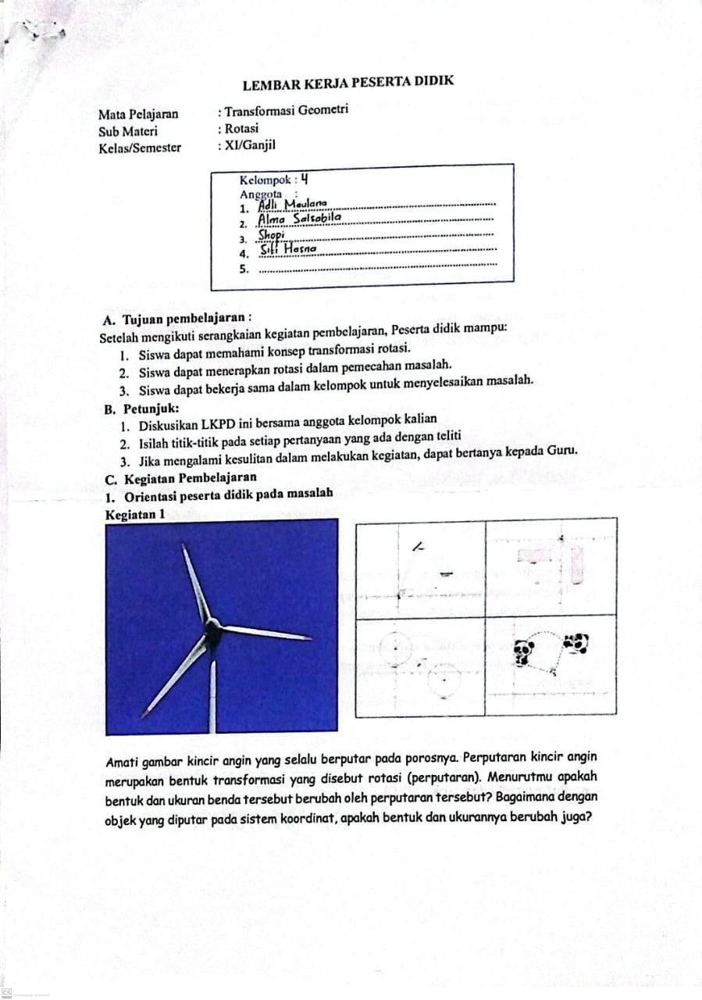 LEMBAR KERJA PESERTA DIDIK
Mata Pelajaran : Transformasi Geometri
Sub Materi : Rotasi
Kelas/Semester : XI/Ganjil
Kelompok : 4
Anggota :
1. Adli Maulana
2. Alma Salsabila
3. Shopi
4. Siti Hasna
5.
A. Tujuan pembelajaran :
Setelah mengikuti serangkaian kegiatan pembelajaran, Peserta didik mampu:
1. Siswa dapat memahami konsep transformasi rotasi.
2. Siswa dapat menerapkan rotasi dalam pemecahan masalah.
3. Siswa dapat bekerja sama dalam kelompok untuk menyelesaikan masalah.
B. Petunjuk:
1. Diskusikan LKPD ini bersama anggota kelompok kalian
2. Isilah titik-titik pada setiap pertanyaan yang ada dengan teliti
3. Jika mengalami kesulitan dalam melakukan kegiatan, dapat bertanya kepada Guru.
C. Kegiatan Pembelajaran
1. Orientasi peserta didik pada masalah
Kegiatan 1
Amati gambar kincir angin yang selalu berputar pada porosnya. Perputaran kincir angin
merupakan bentuk transformasi yang disebut rotasi (perputaran). Menurutmu apakah
bentuk dan ukuran benda tersebut berubah oleh perputaran tersebut? Bagaimana dengan
objek yang diputar pada sistem koordinat, apakah bentuk dan ukurannya berubah juga?
CS